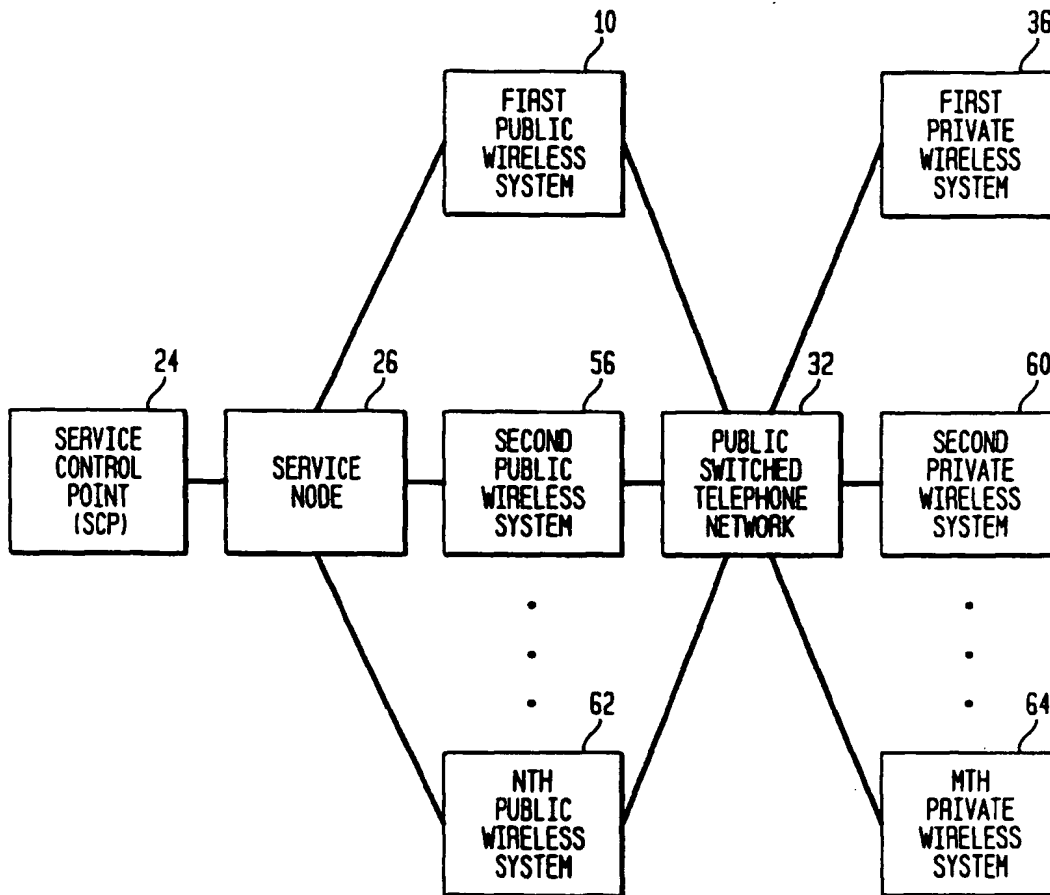 10
36
FIRST
PUBLIC
WIRELESS
SYSTEM
FIRST
PRIVATE
WIRELESS
SYSTEM
24
26
56
32
60
SERVICE
CONTROL
POINT
(SCP)
SERVICE
NODE
SECOND
PUBLIC
WIRELESS
SYSTEM
PUBLIC
SWITCHED
TELEPHONE
NETWORK
SECOND
PRIVATE
WIRELESS
SYSTEM
62
64
NTH
PUBLIC
WIRELESS
SYSTEM
MTH
PRIVATE
WIRELESS
SYSTEM